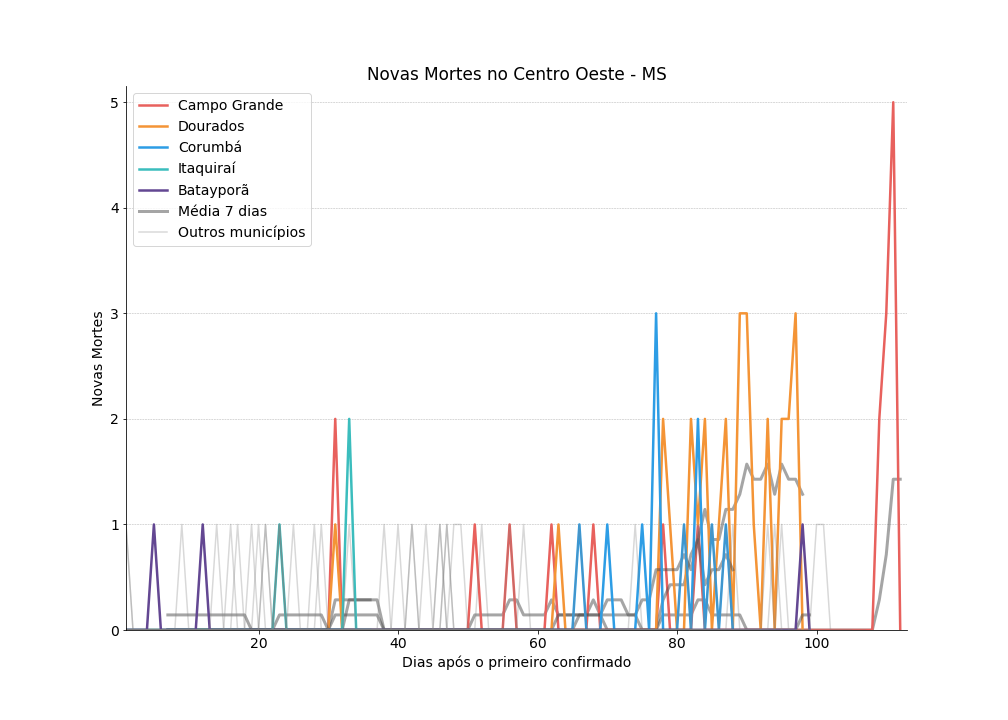 Novas Mortes no Centro Oeste - MS
Campo Grande
Dourados
Corumbá
Itaquiraí
Batayporã
Média 7 dias
Outros municípios
Novas Mortes
5
4
3
2
1
0
20
40
60
80
100
Dias após o primeiro confirmado